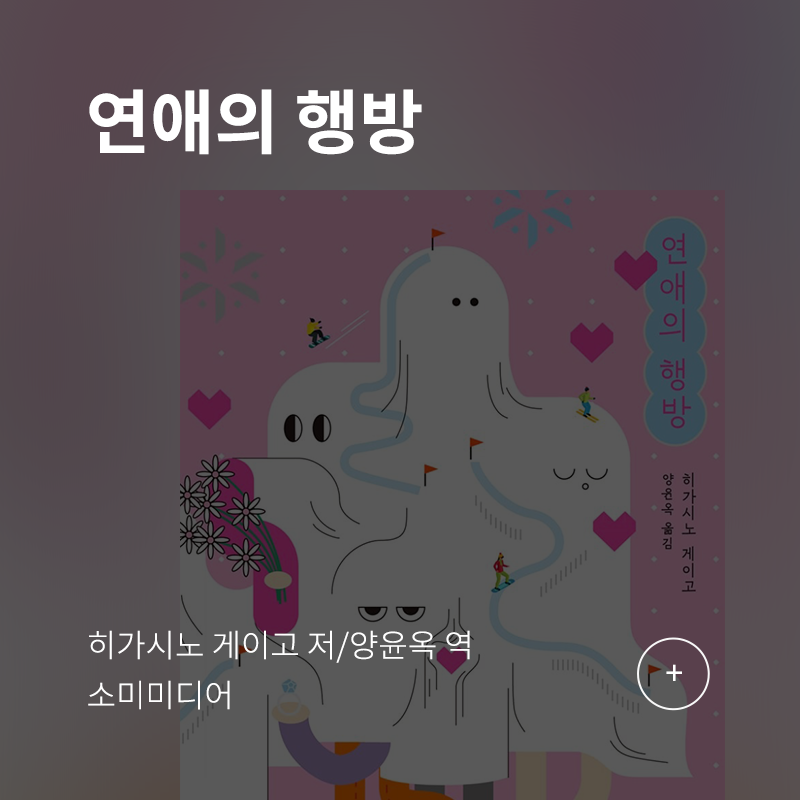 연애의 행방
연애의 행방
히가시노 게이고
양윤옥 옮김
히가시노 게이고 저/양윤옥 역
소미미디어
+